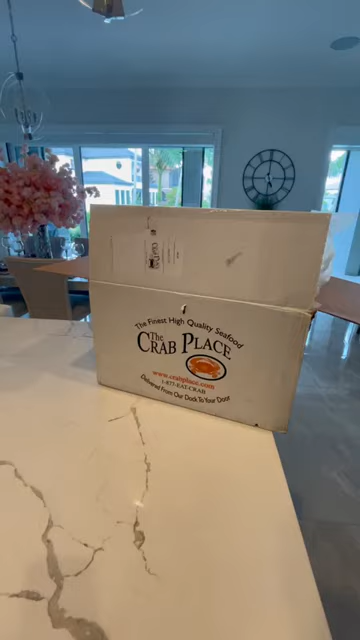 The Finest High Quality Seafood
The
CRAB PLACE
www.crabplace.com
1-877-EAT-CRAB
Delivered From Our Dock To Your Door